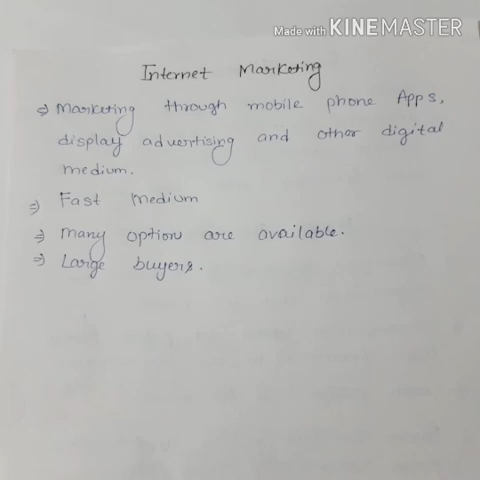 Made with KINEMASTER
Internet Marketing
⇒ Marketing through mobile phone Apps,
display advertising and other digital
medium.
⇒ Fast Medium
⇒ Many option are available.
⇒ Large buyers.